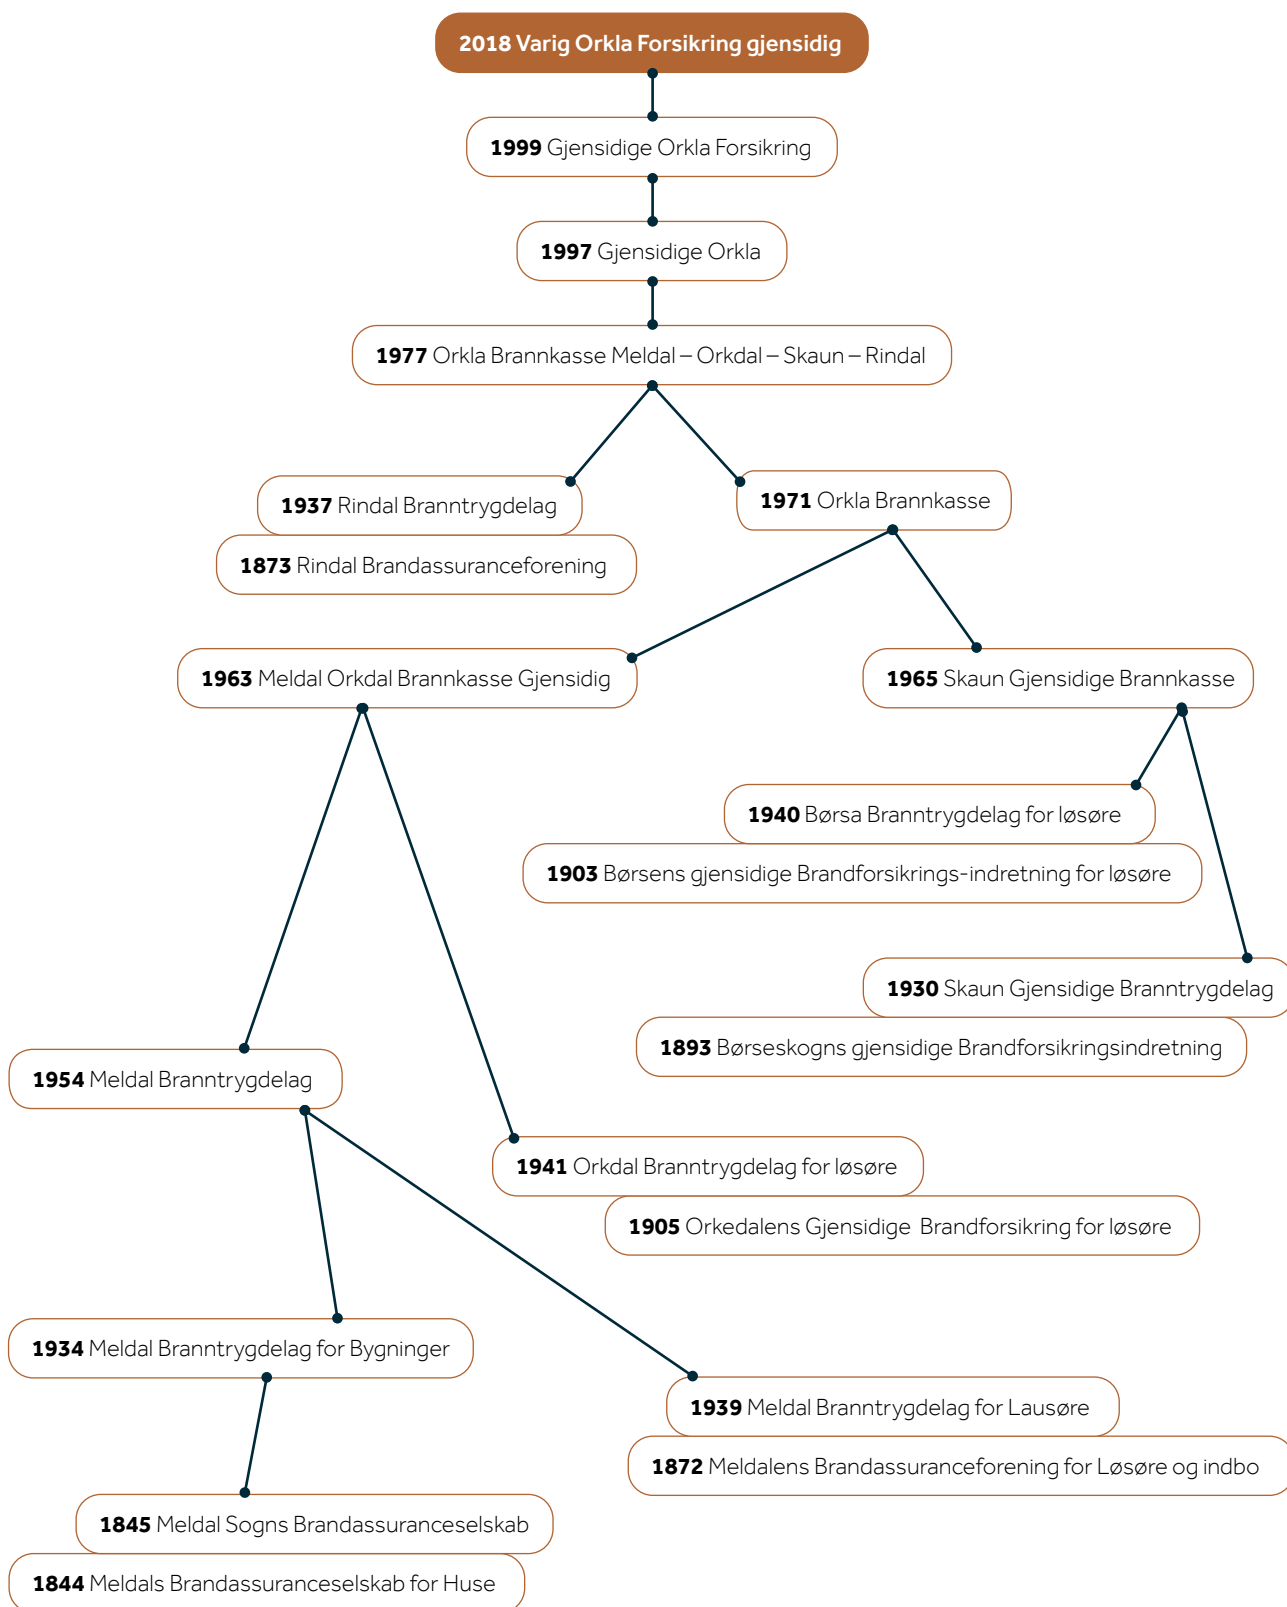 2018 Varig Orkla Forsikring gjensidig
1999 Gjensidige Orkla Forsikring
1997 Gjensidige Orkla
1977 Orkla Brannkasse Meldal – Orkdal – Skaun – Rindal
1937 Rindal Branntrygdelag
1971 Orkla Brannkasse
1873 Rindal Brandassuranceforening
1963 Meldal Orkdal Brannkasse Gjensidig
1965 Skaun Gjensidige Brannkasse
1940 Børsa Branntrygdelag for løsøre
1903 Børsens gjensidige Brandforsikrings-indretning for løsøre
1930 Skaun Gjensidige Branntrygdelag
1893 Børseskogns gjensidige Brandforsikringsindretning
1954 Meldal Branntrygdelag
1941 Orkdal Branntrygdelag for løsøre
1905 Orkedalens Gjensidige Brandforsikring for løsøre
1934 Meldal Branntrygdelag for Bygninger
1939 Meldal Branntrygdelag for Lausøre
1872 Meldalens Brandassuranceforening for Løsøre og indbo
1845 Meldal Sogns Brandassuranceselskab
1844 Meldals Brandassuranceselskab for Huse